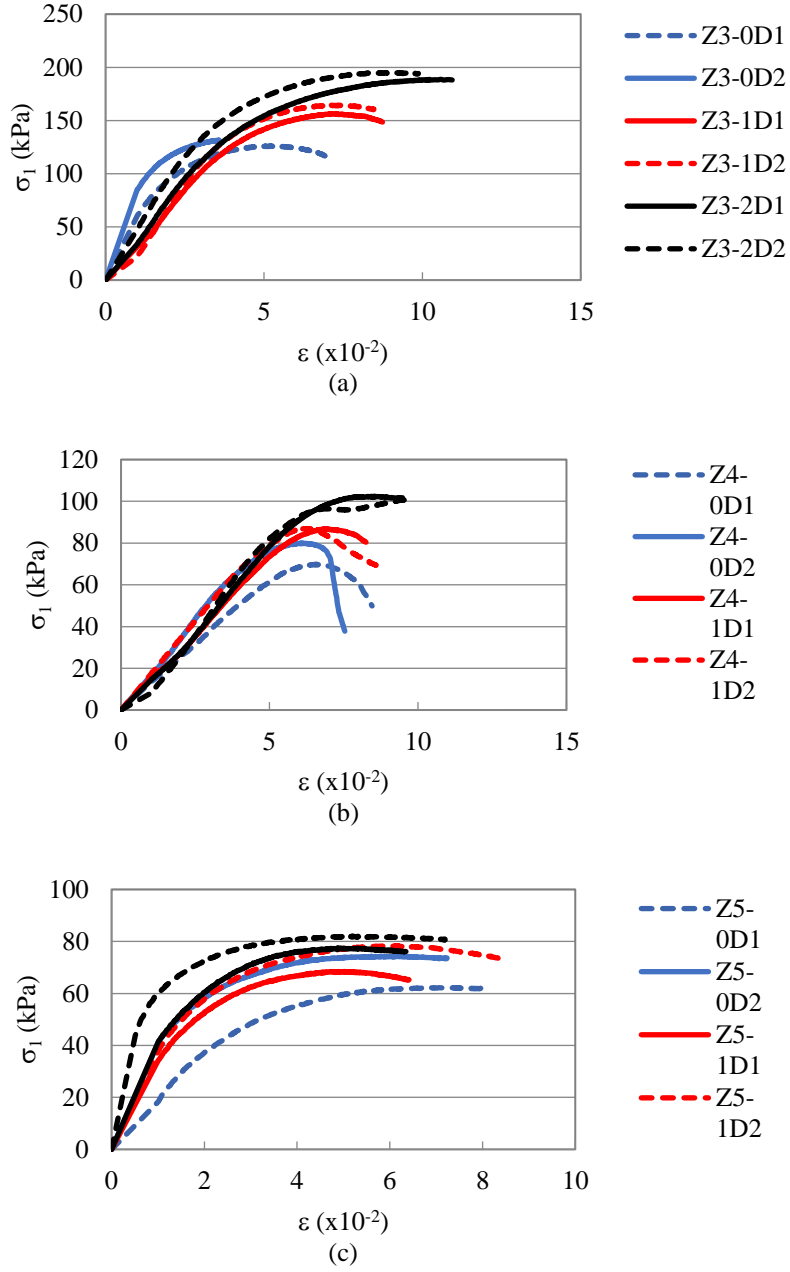 250
200
150
100
50
0
0 5 10 15
σ1 (kPa)
ε (x10-2)
(a)
Z3-0D1
Z3-0D2
Z3-1D1
Z3-1D2
Z3-2D1
Z3-2D2
120
100
80
60
40
20
0
0 5 10 15
σ1 (kPa)
ε (x10-2)
(b)
Z4-
0D1
Z4-
0D2
Z4-
1D1
Z4-
1D2
100
80
60
40
20
0
0 2 4 6 8 10
σ1 (kPa)
ε (x10-2)
(c)
Z5-
0D1
Z5-
0D2
Z5-
1D1
Z5-
1D2